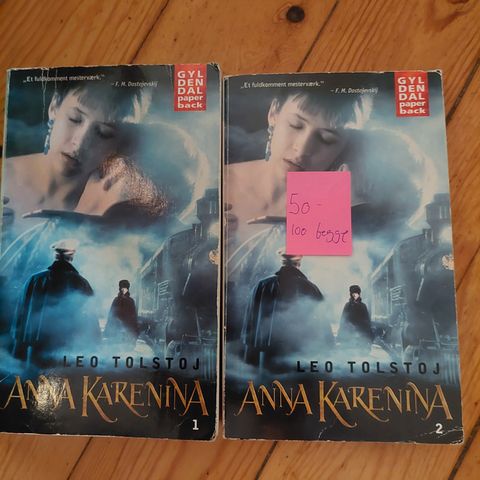 „Et fuldkomment mesterværk."
– F. M. Dostojevskij
GYL
DEN
DAL
paper
back
LEO TOLSTOJ
ANNA KARENINA
1
„Et fuldkomment mesterværk."
– F. M. Dostojevskij
GYL
DEN
DAL
paper
back
50-
100 begge
LEO TOLSTOJ
ANNA KARENINA
2